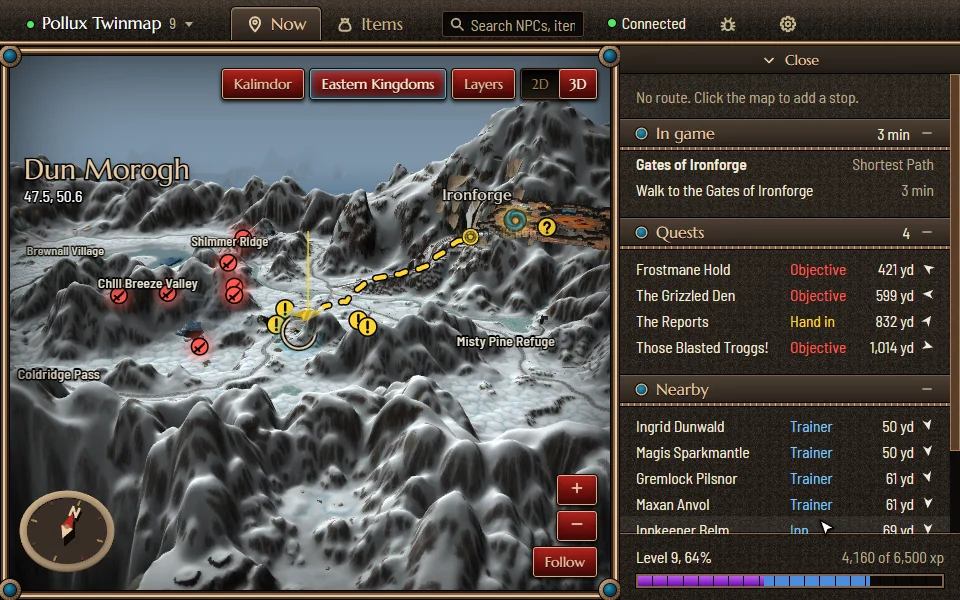 Pollux Twinmap 9
Now
Items
Search NPCs, iter
Connected
Kalimdor
Eastern Kingdoms
Layers
2D
3D
Dun Morogh
47.5, 50.6
Ironforge
Shimmer Ridge
Brewnall Village
Chill Breeze Valley
Misty Pine Refuge
Coldridge Pass
N
+
−
Follow
Close
No route. Click the map to add a stop.
In game 3 min −
Gates of Ironforge Shortest Path
Walk to the Gates of Ironforge 3 min
Quests 4 −
Frostmane Hold Objective 421 yd
The Grizzled Den Objective 599 yd
The Reports Hand in 832 yd
Those Blasted Troggs! Objective 1,014 yd
Nearby −
Ingrid Dunwald Trainer 50 yd
Magis Sparkmantle Trainer 50 yd
Gremlock Pilsnor Trainer 61 yd
Maxan Anvol Trainer 61 yd
Innkeeper Belm Inn 69 yd
Level 9, 64% 4,160 of 6,500 xp